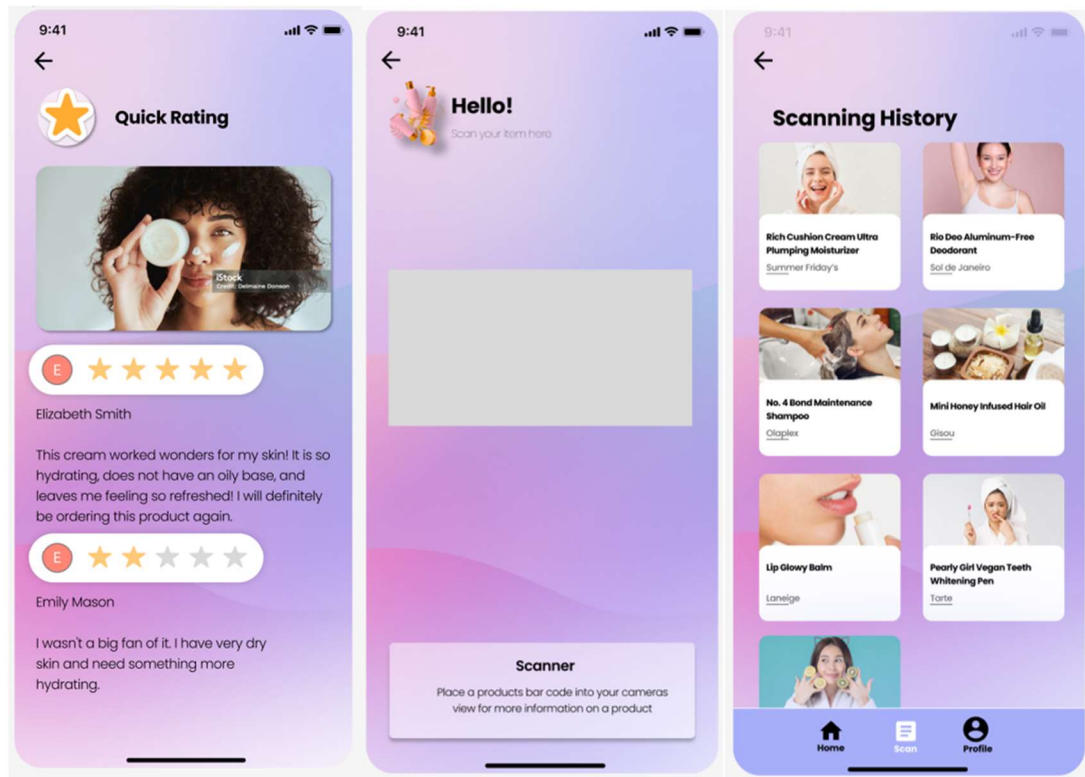 9:41
Quick Rating
iStock
Credit: Delmaine Donson
E
Elizabeth Smith
This cream worked wonders for my skin! It is so
hydrating, does not have an oily base, and
leaves me feeling so refreshed! I will definitely
be ordering this product again.
E
Emily Mason
I wasn't a big fan of it. I have very dry
skin and need something more
hydrating.
9:41
Hello!
Scan your item here
Scanner
Place a products bar code into your cameras
view for more information on a product
9:41
Scanning History
Rich Cushion Cream Ultra
Plumping Moisturizer
Summer Friday's
Rio Deo Aluminum-Free
Deodorant
Sol de Janeiro
No. 4 Bond Maintenance
Shampoo
Olaplex
Mini Honey Infused Hair Oil
Gisou
Lip Glowy Balm
Laneige
Pearly Girl Vegan Teeth
Whitening Pen
Tarte
Home
Scan
Profile